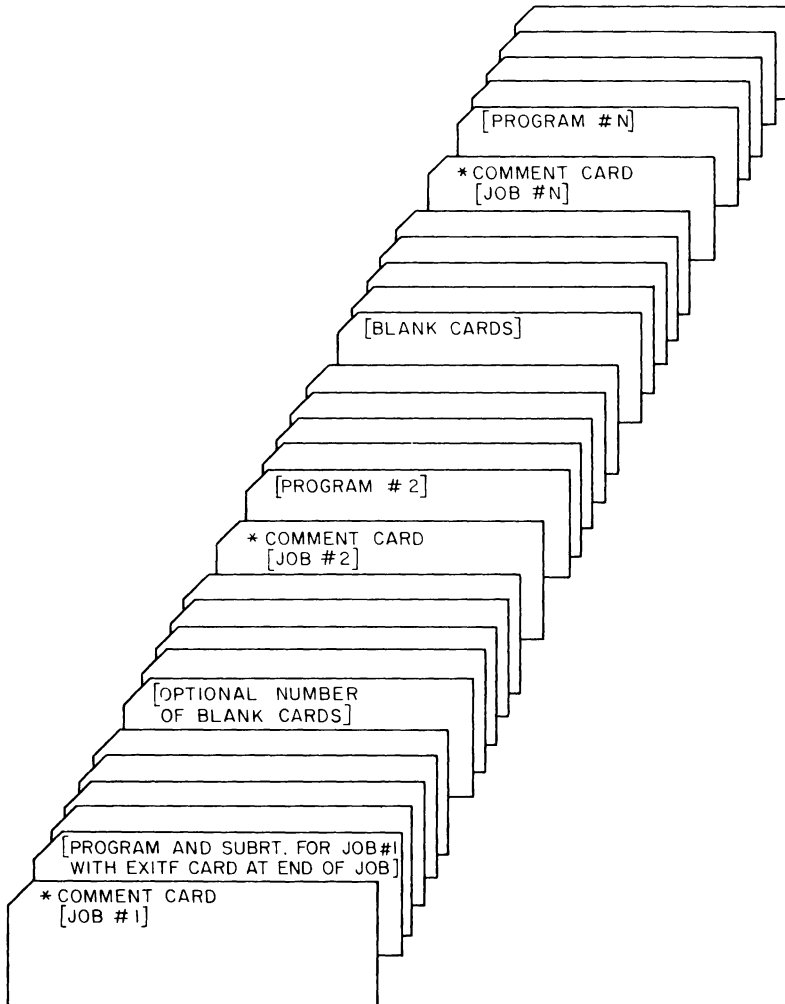 [PROGRAM #N]
* COMMENT CARD
[JOB #N]
[BLANK CARDS]
[PROGRAM #2]
* COMMENT CARD
[JOB #2]
[OPTIONAL NUMBER
OF BLANK CARDS]
[PROGRAM AND SUBRT. FOR JOB#1
WITH EXITF CARD AT END OF JOB]
* COMMENT CARD
[JOB #1]